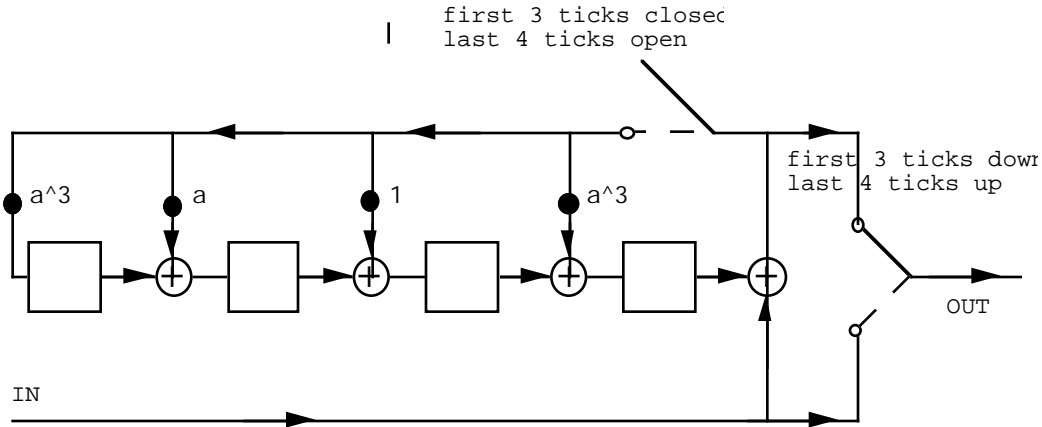 first 3 ticks closed
last 4 ticks open
first 3 ticks down
last 4 ticks up
a^3
a
1
a^3
+
+
+
+
OUT
IN